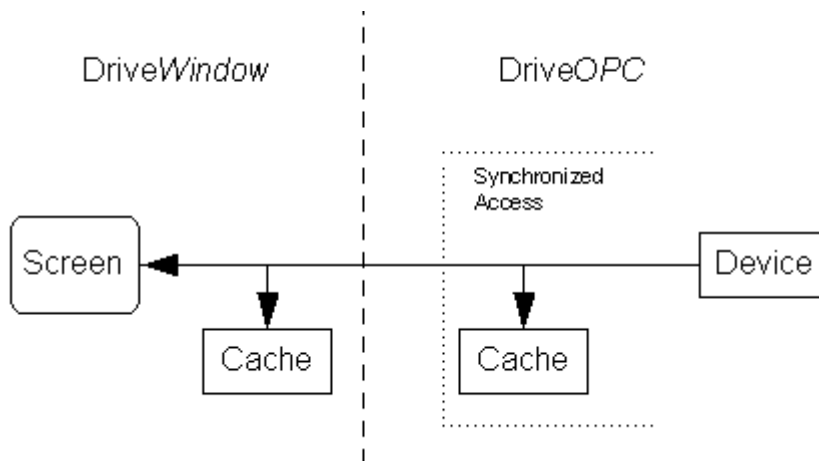 DriveWindow
DriveOPC
Synchronized
Access
Screen
Device
Cache
Cache